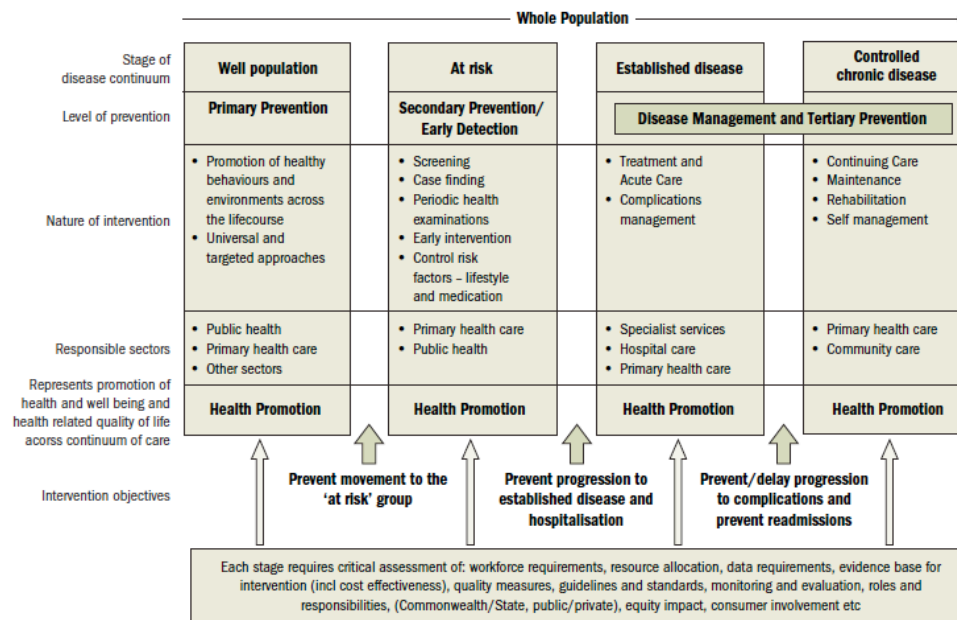 Whole Population
Stage of
disease continuum
Well population
At risk
Established disease
Controlled
chronic disease
Level of prevention
Primary Prevention
Secondary Prevention/
Early Detection
Disease Management and Tertiary Prevention
Nature of intervention
• Promotion of healthy
behaviours and
environments across
the lifecourse
• Universal and
targeted approaches
• Screening
• Case finding
• Periodic health
examinations
• Early intervention
• Control risk
factors – lifestyle
and medication
• Treatment and
Acute Care
• Complications
management
• Continuing Care
• Maintenance
• Rehabilitation
• Self management
Responsible sectors
• Public health
• Primary health care
• Other sectors
• Primary health care
• Public health
• Specialist services
• Hospital care
• Primary health care
• Primary health care
• Community care
Represents promotion of
health and well being and
health related quality of life
acorss continuum of care
Health Promotion
Health Promotion
Health Promotion
Health Promotion
Intervention objectives
Prevent movement to the
‘at risk’ group
Prevent progression to
established disease and
hospitalisation
Prevent/delay progression
to complications and
prevent readmissions
Each stage requires critical assessment of: workforce requirements, resource allocation, data requirements, evidence base for
intervention (incl cost effectiveness), quality measures, guidelines and standards, monitoring and evaluation, roles and
responsibilities, (Commonwealth/State, public/private), equity impact, consumer involvement etc